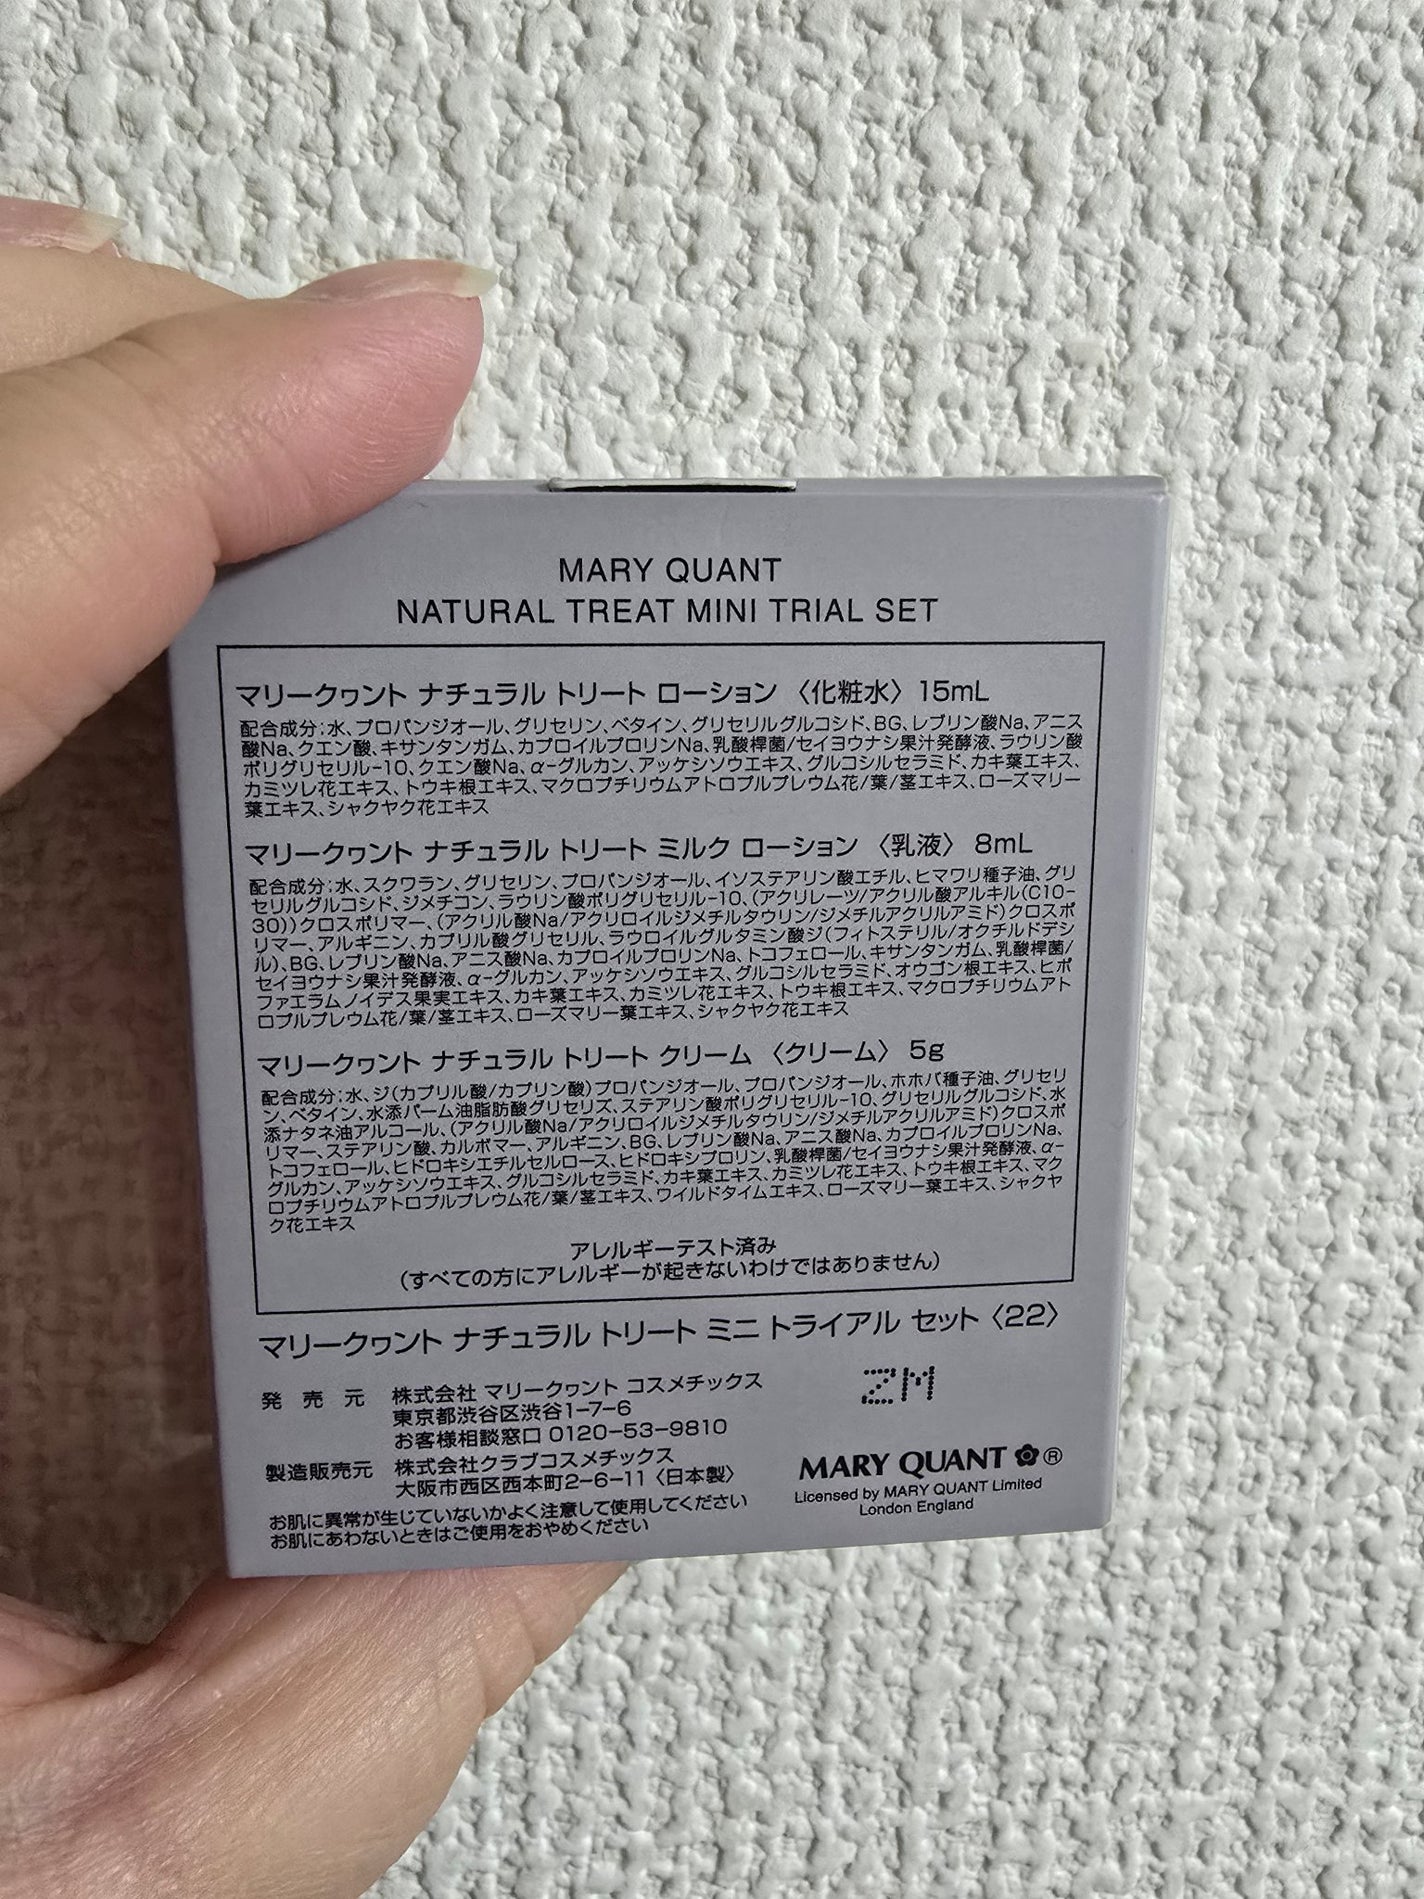 MARY QUANT
NATURAL TREAT MINI TRIAL SET
マリークヮント ナチュラル トリート ローション 〈化粧水〉 15mL
配合成分:水、プロパンジオール、グリセリン、ベタイン、グリセリルグルコシド、BG、レブリン酸Na、アニス
酸Na、クエン酸、キサンタンガム、カプロイルプロリンNa、乳酸桿菌/セイヨウナシ果汁発酵液、ラウリン酸
ポリグリセリル-10、クエン酸Na、α-グルカン、アッケシソウエキス、グルコシルセラミド、カキ葉エキス、
カミツレ花エキス、トウキ根エキス、マクロプチリウムアトロプルプレウム花/葉/茎エキス、ローズマリー
葉エキス、シャクヤク花エキス
マリークヮント ナチュラル トリート ミルク ローション 〈乳液〉 8mL
配合成分:水、スクワラン、グリセリン、プロパンジオール、イソステアリン酸エチル、ヒマワリ種子油、グリ
セリルグルコシド、ジメチコン、ラウリン酸ポリグリセリル-10、(アクリレーツ/アクリル酸アルキル(C10-
30))クロスポリマー、(アクリル酸Na/アクリロイルジメチルタウリン/ジメチルアクリルアミド)クロスポ
リマー、アルギニン、カプリル酸グリセリル、ラウロイルグルタミン酸ジ(フィトステリル/オクチルドデシ
ル)、BG、レブリン酸Na、アニス酸Na、カプロイルプロリンNa、トコフェロール、キサンタンガム、乳酸桿菌/
セイヨウナシ果汁発酵液、α-グルカン、アッケシソウエキス、グルコシルセラミド、オウゴン根エキス、ヒポ
ファエラムノイデス果実エキス、カキ葉エキス、カミツレ花エキス、トウキ根エキス、マクロプチリウムアト
ロプルプレウム花/葉/茎エキス、ローズマリー葉エキス、シャクヤク花エキス
マリークヮント ナチュラル トリート クリーム 〈クリーム〉 5g
配合成分:水、ジ(カプリル酸/カプリン酸)プロパンジオール、プロパンジオール、ホホバ種子油、グリセリ
ン、ベタイン、水添パーム油脂肪酸グリセリズ、ステアリン酸ポリグリセリル-10、グリセリルグルコシド、水
添ナタネ油アルコール、(アクリル酸Na/アクリロイルジメチルタウリン/ジメチルアクリルアミド)クロスポ
リマー、ステアリン酸、カルボマー、アルギニン、BG、レブリン酸Na、アニス酸Na、カプロイルプロリンNa、
トコフェロール、ヒドロキシエチルセルロース、ヒドロキシプロリン、乳酸桿菌/セイヨウナシ果汁発酵液、α-
グルカン、アッケシソウエキス、グルコシルセラミド、カキ葉エキス、カミツレ花エキス、トウキ根エキス、マク
ロプチリウムアトロプルプレウム花/葉/茎エキス、ワイルドタイムエキス、ローズマリー葉エキス、シャクヤ
ク花エキス
アレルギーテスト済み
(すべての方にアレルギーが起きないわけではありません)
マリークヮント ナチュラル トリート ミニ トライアル セット 〈22〉
発 売 元 株式会社 マリークヮント コスメチックス
東京都渋谷区渋谷1-7-6
お客様相談窓口 0120-53-9810
製造販売元 株式会社クラブコスメチックス
大阪市西区西本町2-6-11 〈日本製〉
お肌に異常が生じていないかよく注意して使用してください
お肌にあわないときはご使用をおやめください
ZM
MARY QUANT ®
Licensed by MARY QUANT Limited
London England